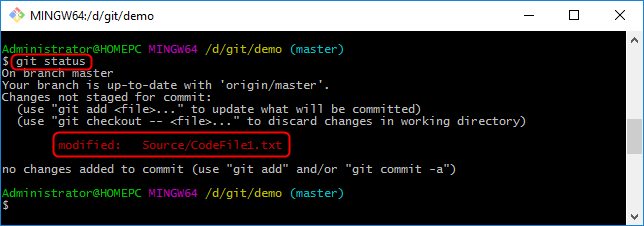 MINGW64:/d/git/demo
Administrator@HOMEPC MINGW64 /d/git/demo (master)
$ git status
On branch master
Your branch is up-to-date with 'origin/master'.
Changes not staged for commit:
  (use "git add <file>..." to update what will be committed)
  (use "git checkout -- <file>..." to discard changes in working directory)
        modified:   Source/CodeFile1.txt
no changes added to commit (use "git add" and/or "git commit -a")
Administrator@HOMEPC MINGW64 /d/git/demo (master)
$